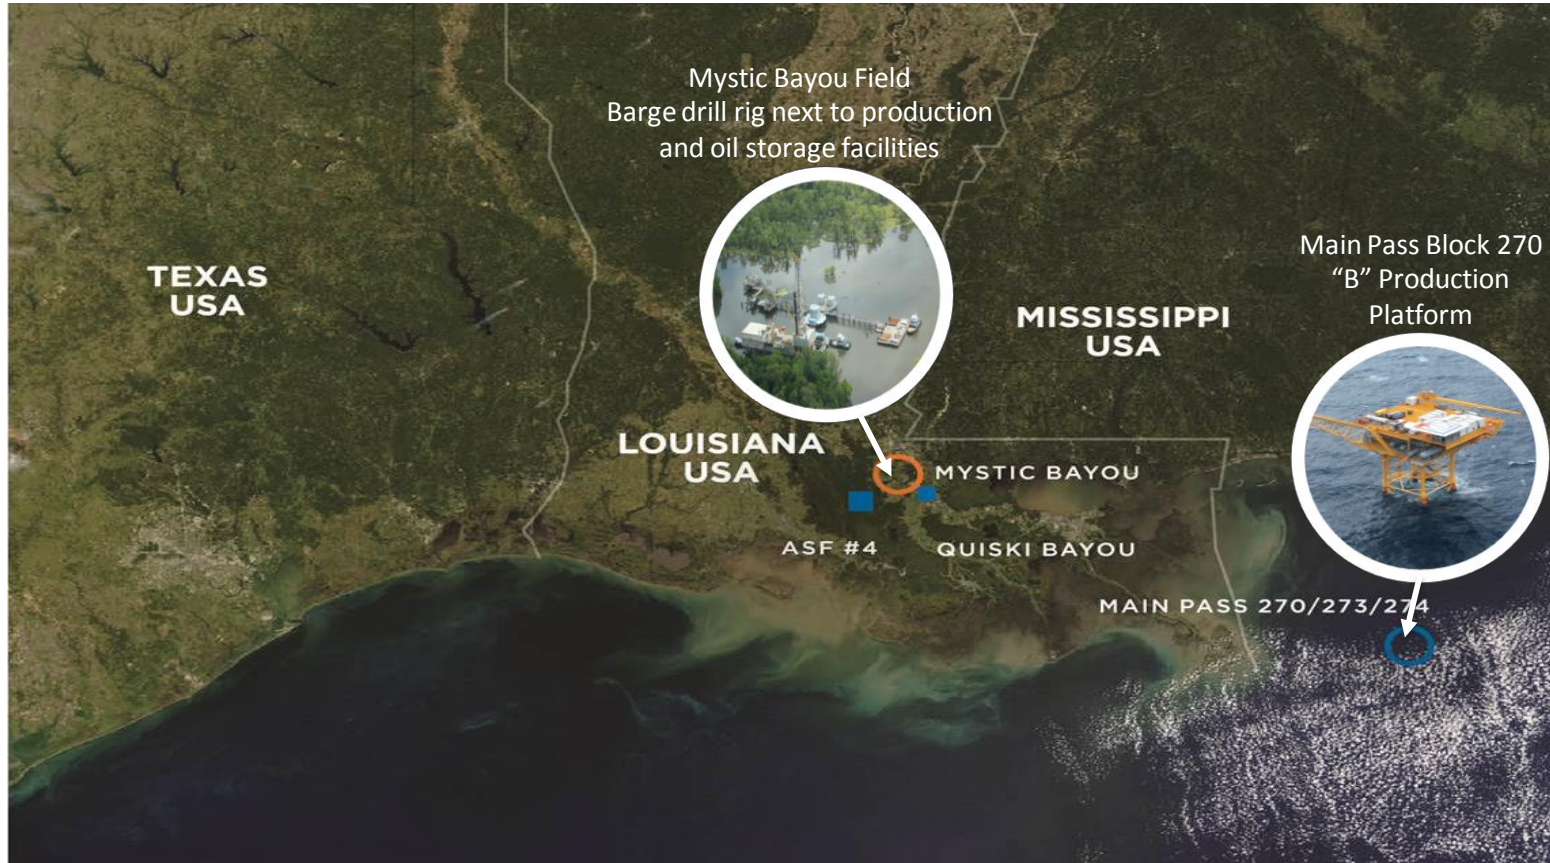 Mystic Bayou Field
Barge drill rig next to production
and oil storage facilities
Main Pass Block 270
“B” Production
Platform
TEXAS
USA
MISSISSIPPI
USA
LOUISIANA
USA
MYSTIC BAYOU
ASF #4
QUISKI BAYOU
MAIN PASS 270/273/274